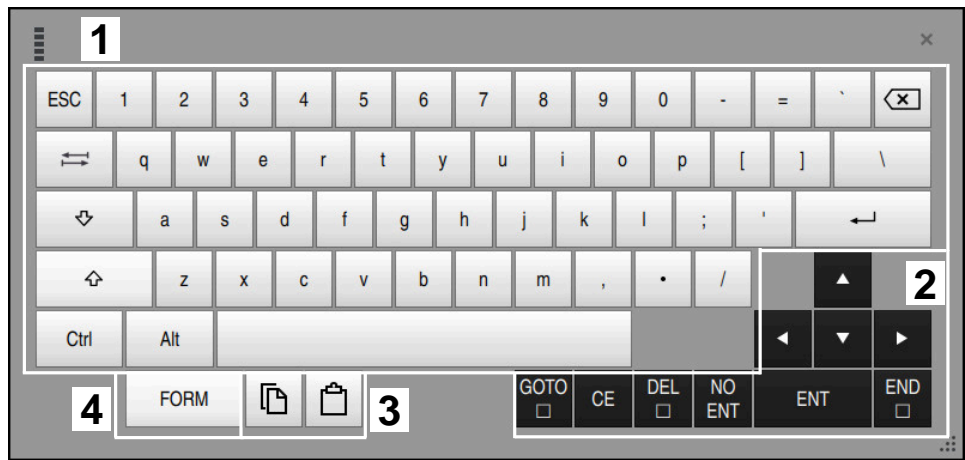 1
×
ESC 1 2 3 4 5 6 7 8 9 0 - = `
q w e r t y u i o p [ ] \
a s d f g h j k l ; '
z x c v b n m , • /
2
Ctrl Alt
4 FORM 3
GOTO CE DEL NO ENT ENT END